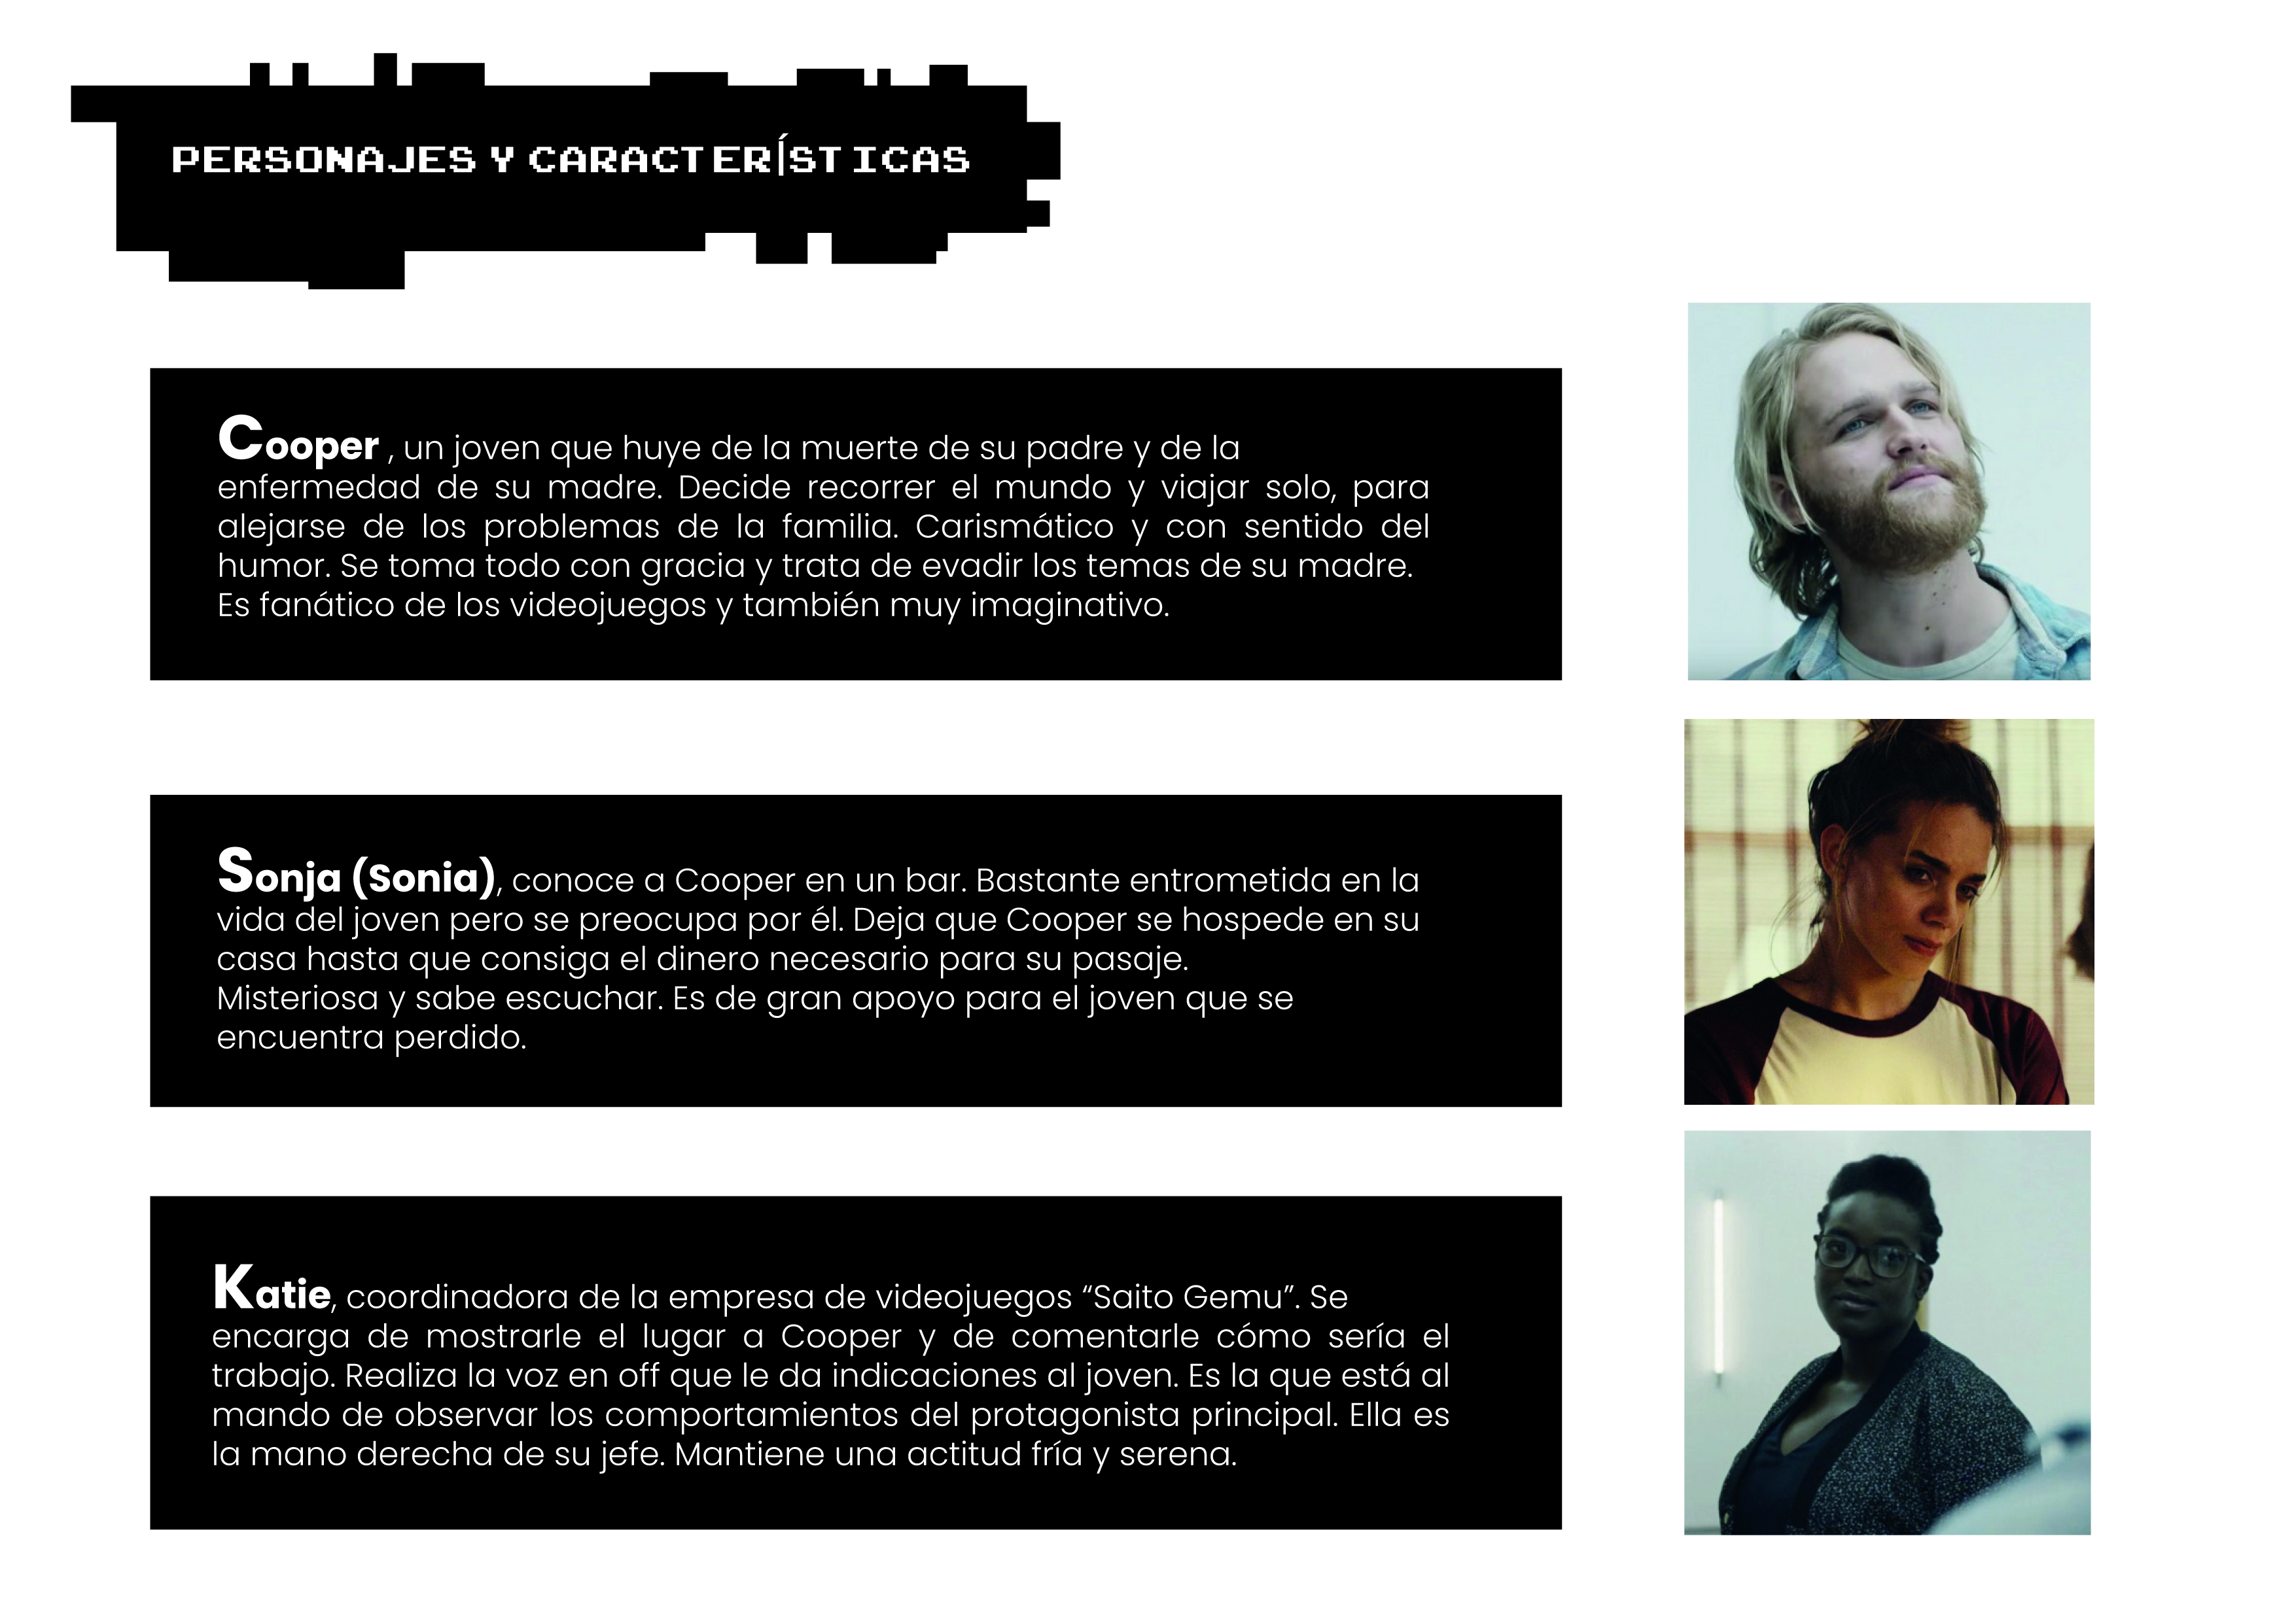 PERSONAJES Y CARACTERÍSTICAS
Cooper , un joven que huye de la muerte de su padre y de la
enfermedad de su madre. Decide recorrer el mundo y viajar solo, para
alejarse de los problemas de la familia. Carismático y con sentido del
humor. Se toma todo con gracia y trata de evadir los temas de su madre.
Es fanático de los videojuegos y también muy imaginativo.
Sonja (Sonia), conoce a Cooper en un bar. Bastante entrometida en la
vida del joven pero se preocupa por él. Deja que Cooper se hospede en su
casa hasta que consiga el dinero necesario para su pasaje.
Misteriosa y sabe escuchar. Es de gran apoyo para el joven que se
encuentra perdido.
Katie, coordinadora de la empresa de videojuegos “Saito Gemu”. Se
encarga de mostrarle el lugar a Cooper y de comentarle cómo sería el
trabajo. Realiza la voz en off que le da indicaciones al joven. Es la que está al
mando de observar los comportamientos del protagonista principal. Ella es
la mano derecha de su jefe. Mantiene una actitud fría y serena.